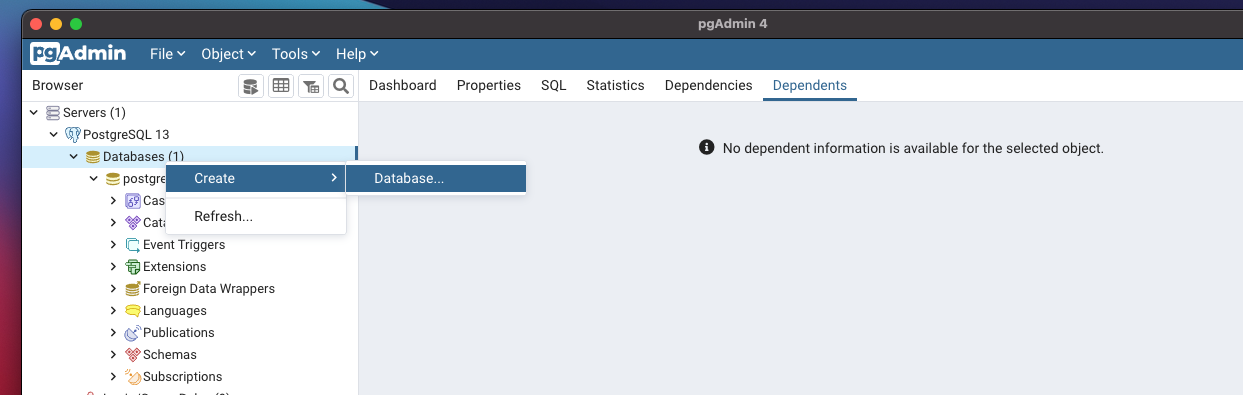 pgAdmin 4
pgAdmin File Object Tools Help
Browser Dashboard Properties SQL Statistics Dependencies Dependents
Servers (1)
PostgreSQL 13
Databases (1)
No dependent information is available for the selected object.
postgre Create Database...
Cas
Cata Refresh...
Event Triggers
Extensions
Foreign Data Wrappers
Languages
Publications
Schemas
Subscriptions